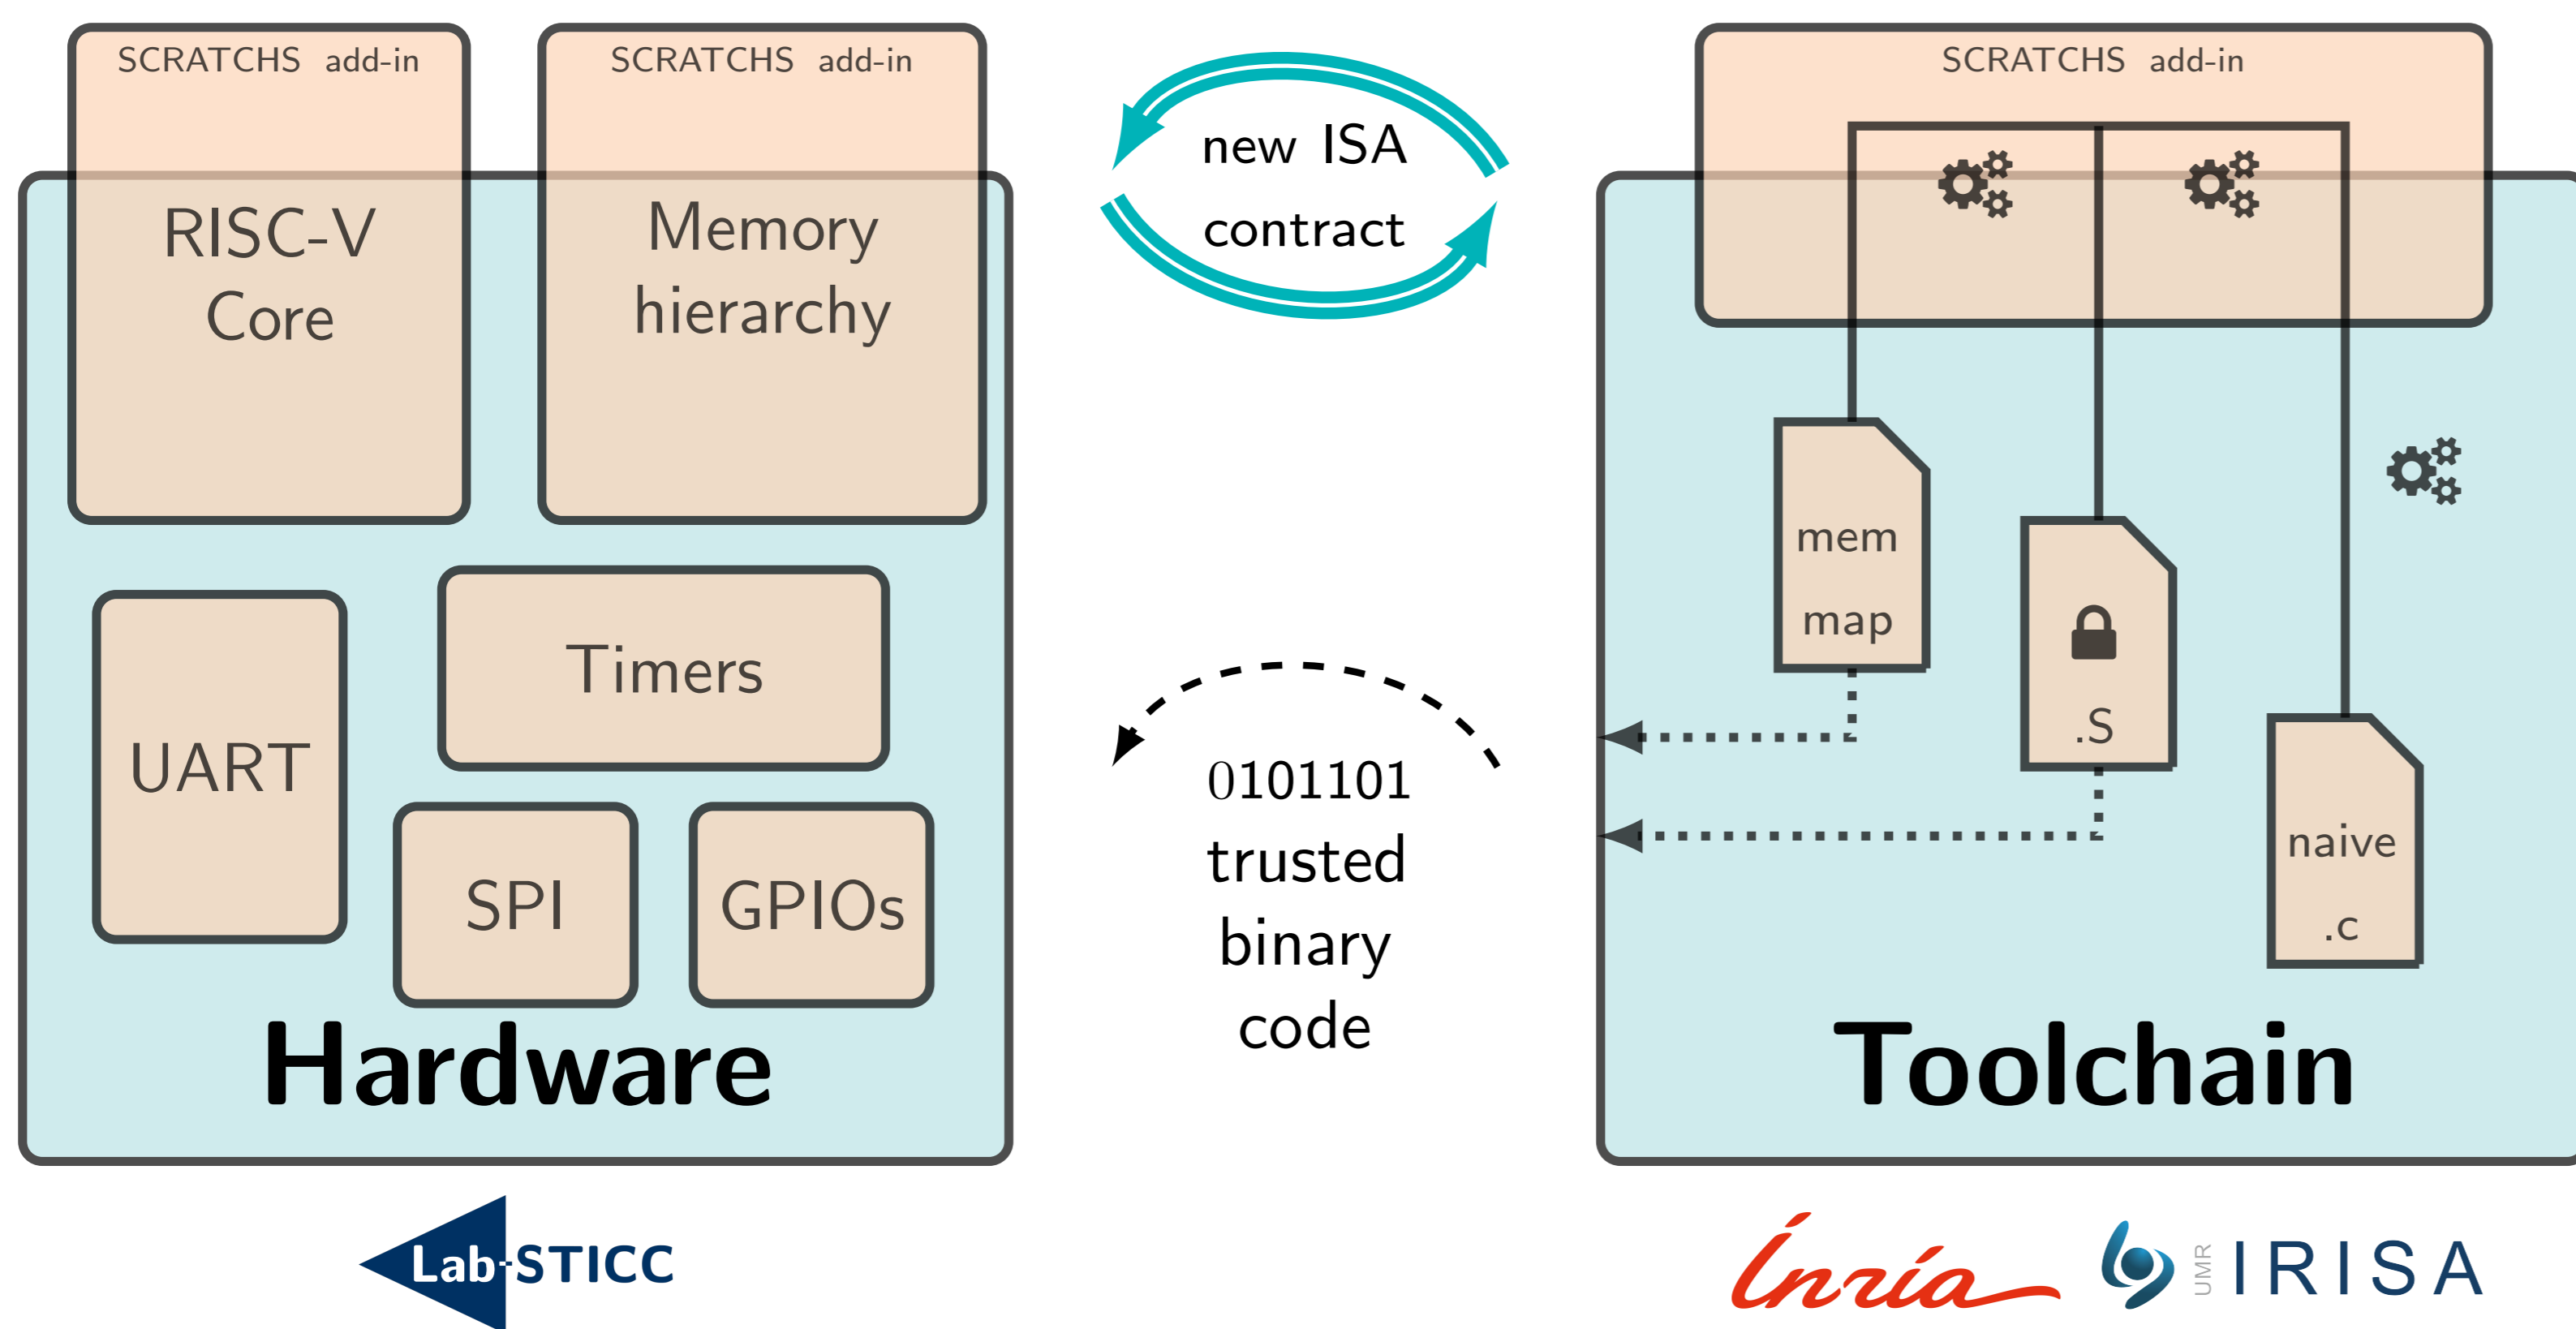 SCRATCHS add-in
RISC-V
Core
SCRATCHS add-in
Memory
hierarchy
UART
Timers
SPI
GPIOs
Hardware
Lab-STICC
new ISA
contract
0101101
trusted
binary
code
SCRATCHS add-in
mem
map
.S
naive
.c
Toolchain
Inría
UMR
IRISA